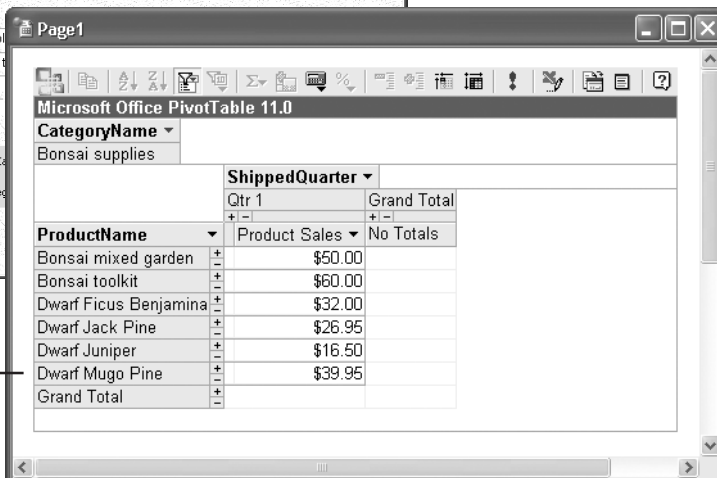 Page1
Microsoft Office PivotTable 11.0
CategoryName
Bonsai supplies
ShippedQuarter
Qtr 1 Grand Total
+ - + -
ProductName Product Sales No Totals
Bonsai mixed garden + - $50.00
Bonsai toolkit + - $60.00
Dwarf Ficus Benjamina + - $32.00
Dwarf Jack Pine + - $26.95
Dwarf Juniper + - $16.50
Dwarf Mugo Pine + - $39.95
Grand Total + -